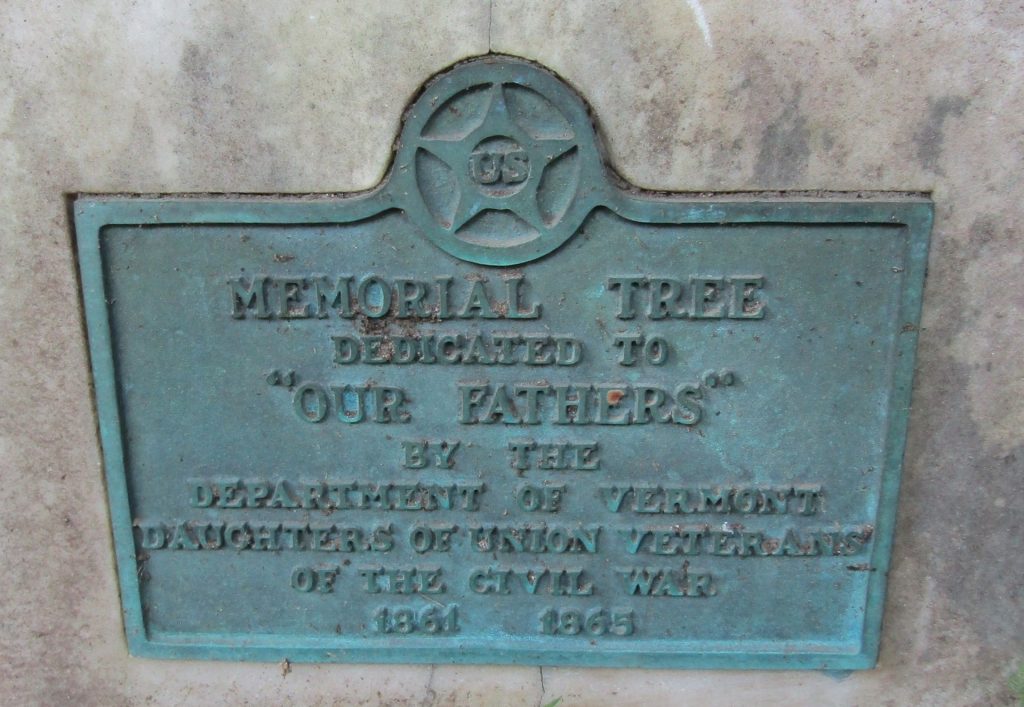 US
MEMORIAL TREE
DEDICATED TO
"OUR FATHERS"
BY THE
DEPARTMENT OF VERMONT
DAUGHTERS OF UNION VETERANS
OF THE CIVIL WAR
1861 1865